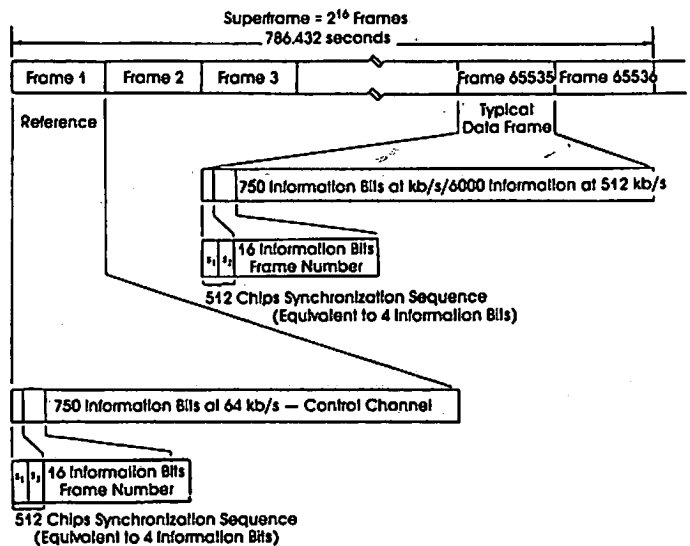 Superframe = 2¹⁶ Frames
786.432 seconds
Frame 1 Frame 2 Frame 3 Frame 65535 Frame 65536
Reference
Typical
Data Frame
750 Information Bits at kb/s/6000 Information at 512 kb/s
s₁ s₂ 16 Information Bits
Frame Number
512 Chips Synchronization Sequence
(Equivalent to 4 Information Bits)
750 Information Bits at 64 kb/s — Control Channel
s₁ s₂ 16 Information Bits
Frame Number
512 Chips Synchronization Sequence
(Equivalent to 4 Information Bits)